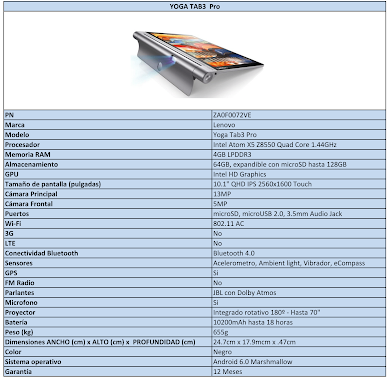 YOGA TAB3 Pro
PN ZA0F0072VE
Marca Lenovo
Modelo Yoga Tab3 Pro
Procesador Intel Atom X5 Z8550 Quad Core 1.44GHz
Memoria RAM 4GB LPDDR3
Almacenamiento 64GB, expandible con microSD hasta 128GB
GPU Intel HD Graphics
Tamaño de pantalla (pulgadas) 10.1" QHD IPS 2560x1600 Touch
Cámara Principal 13MP
Cámara Frontal 5MP
Puertos microSD, microUSB 2.0, 3.5mm Audio Jack
Wi-Fi 802.11 AC
3G No
LTE No
Conectividad Bluetooth Bluetooth 4.0
Sensores Acelerometro, Ambient light, Vibrador, eCompass
GPS Si
FM Radio No
Parlantes JBL con Dolby Atmos
Microfono Si
Proyector Integrado rotativo 180º - Hasta 70"
Bateria 10200mAh hasta 18 horas
Peso (kg) 655g
Dimensiones ANCHO (cm) x ALTO (cm) x PROFUNDIDAD (cm) 24.7cm x 17.9mcm x .47cm
Color Negro
Sistema operativo Android 6.0 Marshmallow
Garantía 12 Meses